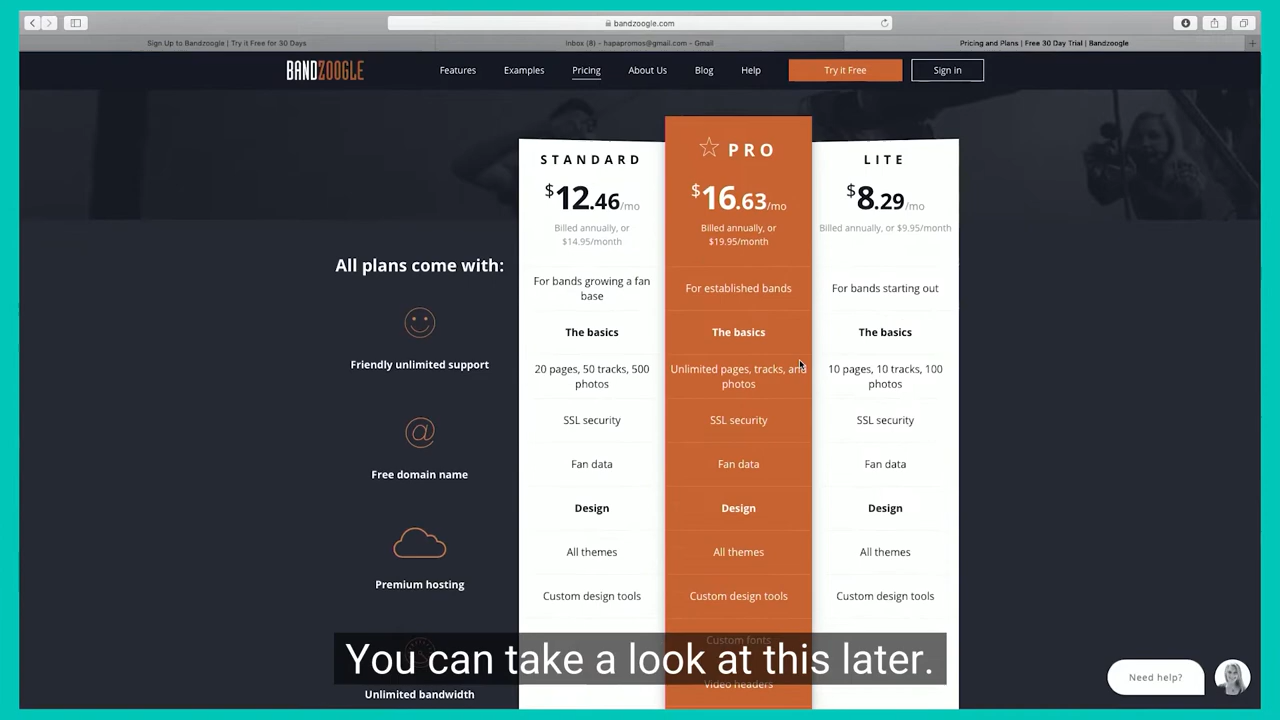 bandzoogle.com
Sign Up to Bandzoogle | Try it Free for 30 Days
Inbox (8) - hapapromos@gmail.com - Gmail
Pricing and Plans | Free 30 Day Trial | Bandzoogle
BANDZOOGLE
Features
Examples
Pricing
About Us
Blog
Help
Try it Free
Sign in
All plans come with:
Friendly unlimited support
@
Free domain name
Premium hosting
Unlimited bandwidth
STANDARD
$12.46/mo
Billed annually, or
$14.95/month
For bands growing a fan
base
The basics
20 pages, 50 tracks, 500
photos
SSL security
Fan data
Design
All themes
Custom design tools
PRO
$16.63/mo
Billed annually, or
$19.95/month
For established bands
The basics
Unlimited pages, tracks, and
photos
SSL security
Fan data
Design
All themes
Custom design tools
Custom fonts
Video headers
LITE
$8.29/mo
Billed annually, or $9.95/month
For bands starting out
The basics
10 pages, 10 tracks, 100
photos
SSL security
Fan data
Design
All themes
Custom design tools
You can take a look at this later.
Need help?